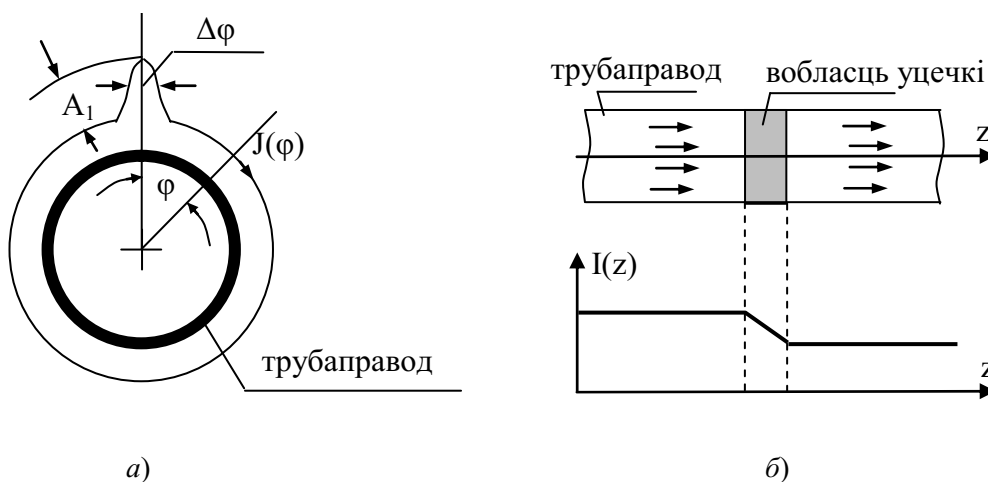 Δφ
A₁
J(φ)
φ
трубаправод
а)
трубаправод
вобласць уцечкі
z
I(z)
z
б)